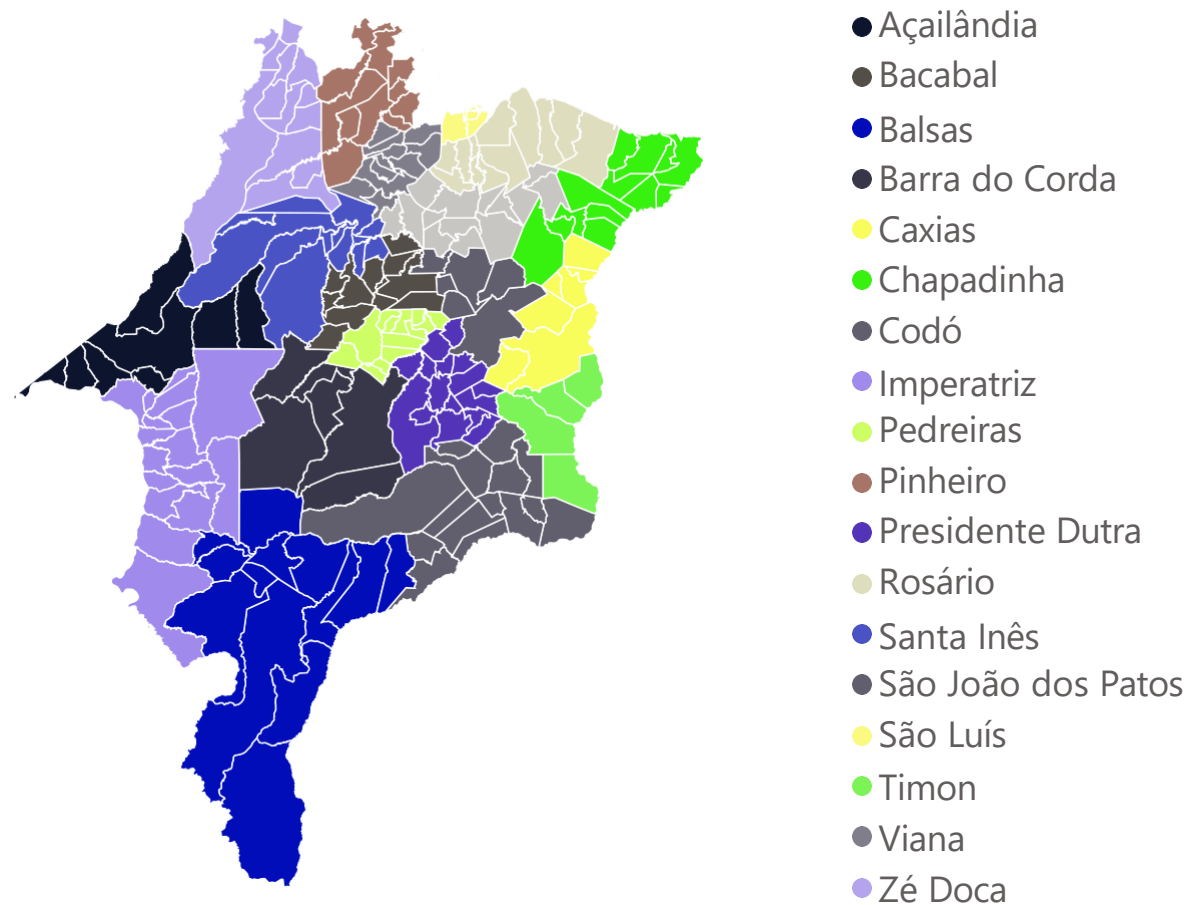 Açailândia
Bacabal
Balsas
Barra do Corda
Caxias
Chapadinha
Codó
Imperatriz
Pedreiras
Pinheiro
Presidente Dutra
Rosário
Santa Inês
São João dos Patos
São Luís
Timon
Viana
Zé Doca